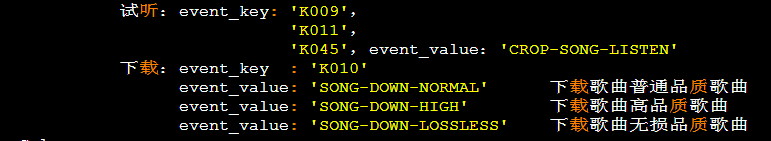 试听：event_key: 'K009',
'K011',
'K045', event_value: 'CROP-SONG-LISTEN'
下载：event_key  : 'K010'
event_value: 'SONG-DOWN-NORMAL' 下载歌曲普通品质歌曲
event_value: 'SONG-DOWN-HIGH' 下载歌曲高品质歌曲
event_value: 'SONG-DOWN-LOSSLESS' 下载歌曲无损品质歌曲